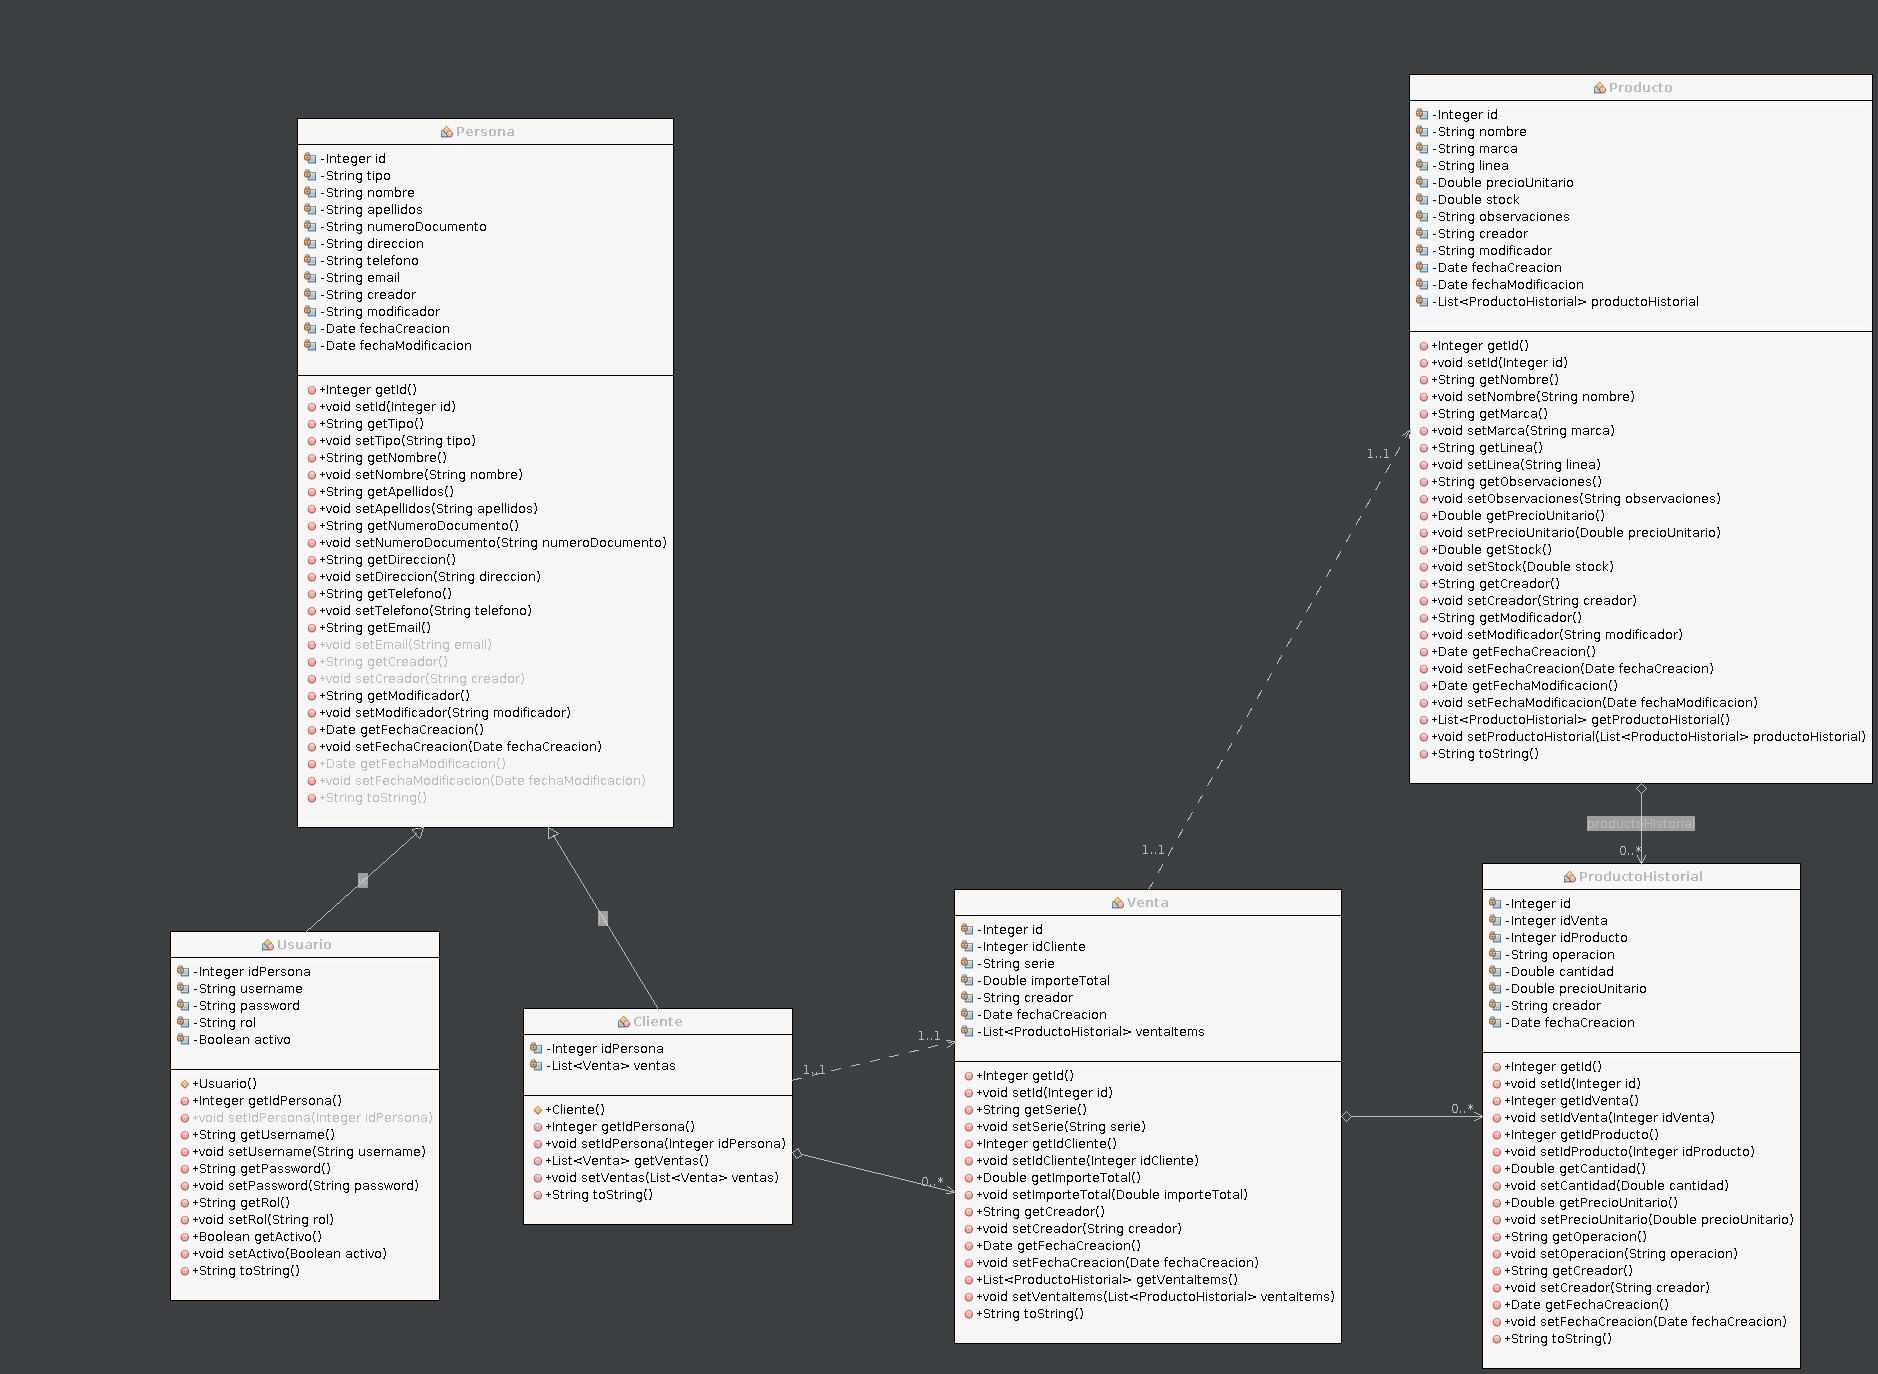 Persona
-Integer id
-String tipo
-String nombre
-String apellidos
-String numeroDocumento
-String direccion
-String telefono
-String email
-String creador
-String modificador
-Date fechaCreacion
-Date fechaModificacion
+Integer getId()
+void setId(Integer id)
+String getTipo()
+void setTipo(String tipo)
+String getNombre()
+void setNombre(String nombre)
+String getApellidos()
+void setApellidos(String apellidos)
+String getNumeroDocumento()
+void setNumeroDocumento(String numeroDocumento)
+String getDireccion()
+void setDireccion(String direccion)
+String getTelefono()
+void setTelefono(String telefono)
+String getEmail()
+void setEmail(String email)
+String getCreador()
+void setCreador(String creador)
+String getModificador()
+void setModificador(String modificador)
+Date getFechaCreacion()
+void setFechaCreacion(Date fechaCreacion)
+Date getFechaModificacion()
+void setFechaModificacion(Date fechaModificacion)
+String toString()
Usuario
-Integer idPersona
-String username
-String password
-String rol
-Boolean activo
+Usuario()
+Integer getIdPersona()
+void setIdPersona(Integer idPersona)
+String getUsername()
+void setUsername(String username)
+String getPassword()
+void setPassword(String password)
+String getRol()
+void setRol(String rol)
+Boolean getActivo()
+void setActivo(Boolean activo)
+String toString()
Cliente
-Integer idPersona
-List<Venta> ventas
+Cliente()
+Integer getIdPersona()
+void setIdPersona(Integer idPersona)
+List<Venta> getVentas()
+void setVentas(List<Venta> ventas)
+String toString()
1..1
1..1
0..*
Venta
-Integer id
-Integer idCliente
-String serie
-Double importeTotal
-String creador
-Date fechaCreacion
-List<ProductoHistorial> ventaItems
+Integer getId()
+void setId(Integer id)
+String getSerie()
+void setSerie(String serie)
+Integer getIdCliente()
+void setIdCliente(Integer idCliente)
+Double getImporteTotal()
+void setImporteTotal(Double importeTotal)
+String getCreador()
+void setCreador(String creador)
+Date getFechaCreacion()
+void setFechaCreacion(Date fechaCreacion)
+List<ProductoHistorial> getVentaItems()
+void setVentaItems(List<ProductoHistorial> ventaItems)
+String toString()
1..1
1..1
0..*
Producto
-Integer id
-String nombre
-String marca
-String linea
-Double precioUnitario
-Double stock
-String observaciones
-String creador
-String modificador
-Date fechaCreacion
-Date fechaModificacion
-List<ProductoHistorial> productoHistorial
+Integer getId()
+void setId(Integer id)
+String getNombre()
+void setNombre(String nombre)
+String getMarca()
+void setMarca(String marca)
+String getLinea()
+void setLinea(String linea)
+String getObservaciones()
+void setObservaciones(String observaciones)
+Double getPrecioUnitario()
+void setPrecioUnitario(Double precioUnitario)
+Double getStock()
+void setStock(Double stock)
+String getCreador()
+void setCreador(String creador)
+String getModificador()
+void setModificador(String modificador)
+Date getFechaCreacion()
+void setFechaCreacion(Date fechaCreacion)
+Date getFechaModificacion()
+void setFechaModificacion(Date fechaModificacion)
+List<ProductoHistorial> getProductoHistorial()
+void setProductoHistorial(List<ProductoHistorial> productoHistorial)
+String toString()
productoHistorial
0..*
ProductoHistorial
-Integer id
-Integer idVenta
-Integer idProducto
-String operacion
-Double cantidad
-Double precioUnitario
-String creador
-Date fechaCreacion
+Integer getId()
+void setId(Integer id)
+Integer getIdVenta()
+void setIdVenta(Integer idVenta)
+Integer getIdProducto()
+void setIdProducto(Integer idProducto)
+Double getCantidad()
+void setCantidad(Double cantidad)
+Double getPrecioUnitario()
+void setPrecioUnitario(Double precioUnitario)
+String getOperacion()
+void setOperacion(String operacion)
+String getCreador()
+void setCreador(String creador)
+Date getFechaCreacion()
+void setFechaCreacion(Date fechaCreacion)
+String toString()